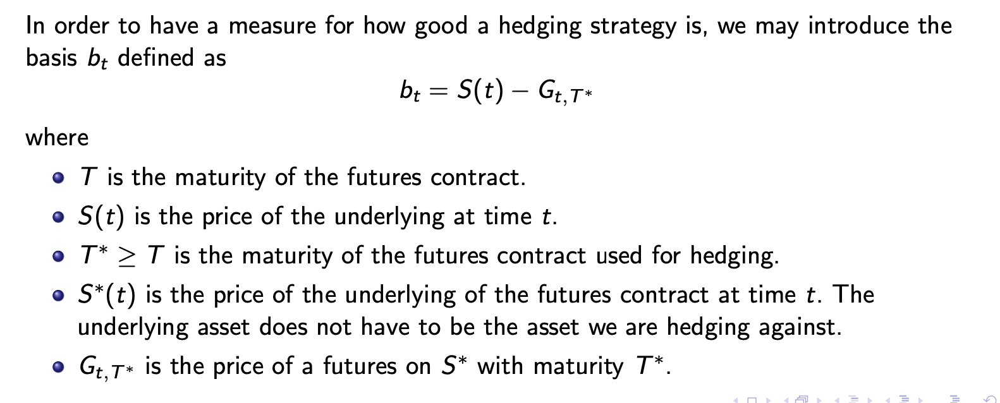 In order to have a measure for how good a hedging strategy is, we may introduce the
basis b_t defined as
b_t = S(t) − G_{t,T*}
where
T is the maturity of the futures contract.
S(t) is the price of the underlying at time t.
T* ≥ T is the maturity of the futures contract used for hedging.
S*(t) is the price of the underlying of the futures contract at time t. The
underlying asset does not have to be the asset we are hedging against.
G_{t,T*} is the price of a futures on S* with maturity T*.